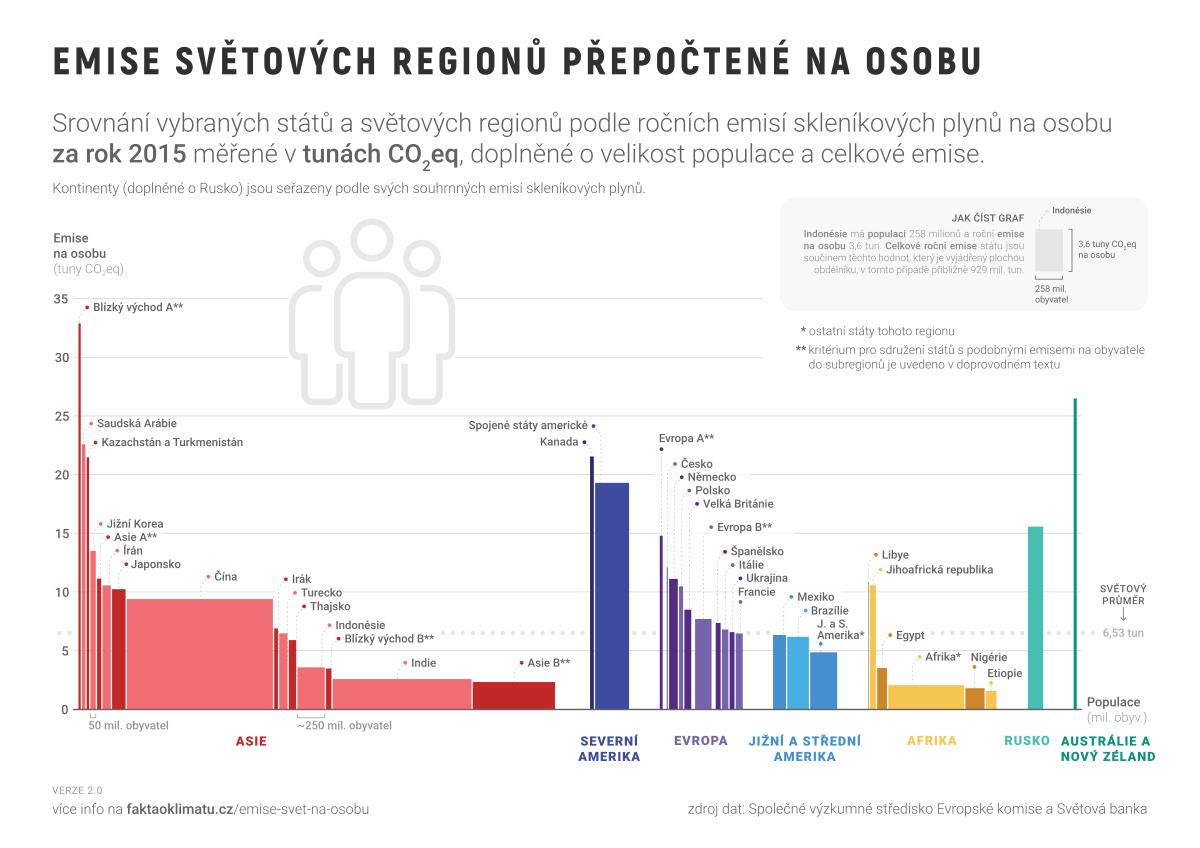 EMISE SVĚTOVÝCH REGIONŮ PŘEPOČTENÉ NA OSOBU
Srovnání vybraných států a světových regionů podle ročních emisí skleníkových plynů na osobu
za rok 2015 měřené v tunách CO₂eq, doplněné o velikost populace a celkové emise.
Kontinenty (doplněné o Rusko) jsou seřazeny podle svých souhrnných emisí skleníkových plynů.
JAK ČÍST GRAF
Indonésie má populaci 258 milionů a roční emise
na osobu 3,6 tun. Celkové roční emise státu jsou
součinem těchto hodnot, který je vyjádřený plochou
obdélníku, v tomto případě přibližně 929 mil. tun.
Indonésie
3,6 tuny CO₂eq
na osobu
258 mil.
obyvatel
* ostatní státy tohoto regionu
** kritérium pro sdružení států s podobnými emisemi na obyvatele
do subregionů je uvedeno v doprovodném textu
Emise
na osobu
(tuny CO₂eq)
35
30
25
20
15
10
5
0
Blízký východ A**
Saudská Arábie
Kazachstán a Turkmenistán
Jižní Korea
Asie A**
Írán
Japonsko
Čína
Irák
Turecko
Thajsko
Indonésie
Blízký východ B**
Indie
Asie B**
Spojené státy americké
Kanada
Evropa A**
Česko
Německo
Polsko
Velká Británie
Evropa B**
Španělsko
Itálie
Ukrajina
Francie
Mexiko
Brazílie
J. a S.
Amerika*
Libye
Jihoafrická republika
Egypt
Afrika*
Nigérie
Etiopie
SVĚTOVÝ
PRŮMĚR
6,53 tun
Populace
(mil. obyv.)
50 mil. obyvatel
~250 mil. obyvatel
ASIE
SEVERNÍ
AMERIKA
EVROPA
JIŽNÍ A STŘEDNÍ
AMERIKA
AFRIKA
RUSKO
AUSTRÁLIE A
NOVÝ ZÉLAND
VERZE 2.0
více info na faktaoklimatu.cz/emise-svet-na-osobu
zdroj dat: Společné výzkumné středisko Evropské komise a Světová banka